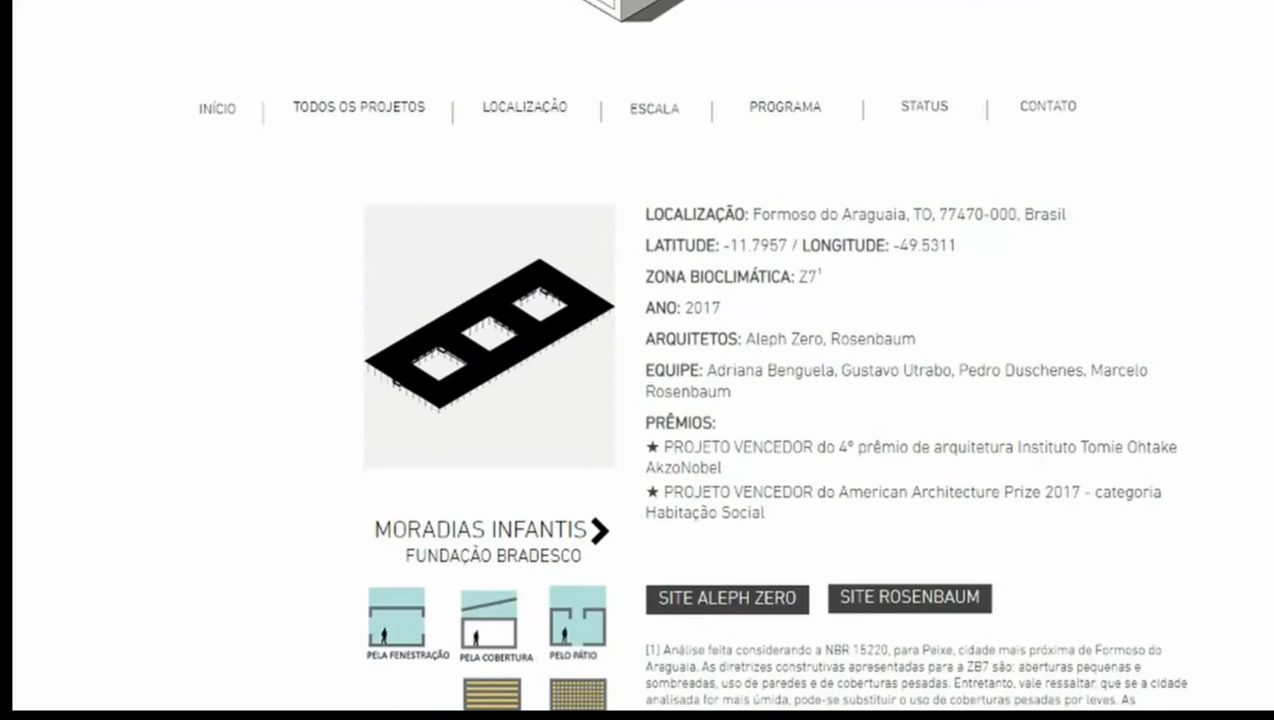 INÍCIO
TODOS OS PROJETOS
LOCALIZAÇÃO
ESCALA
PROGRAMA
STATUS
CONTATO
LOCALIZAÇÃO: Formoso do Araguaia, TO, 77470-000, Brasil
LATITUDE: -11.7957 / LONGITUDE: -49.5311
ZONA BIOCLIMÁTICA: Z7¹
ANO: 2017
ARQUITETOS: Aleph Zero, Rosenbaum
EQUIPE: Adriana Benguela, Gustavo Utrabo, Pedro Duschenes, Marcelo
Rosenbaum
PRÊMIOS:
★ PROJETO VENCEDOR do 4º prêmio de arquitetura Instituto Tomie Ohtake
AkzoNobel
★ PROJETO VENCEDOR do American Architecture Prize 2017 - categoria
Habitação Social
MORADIAS INFANTIS
FUNDAÇÃO BRADESCO
PELA FENESTRAÇÃO
PELA COBERTURA
PELO PÁTIO
SITE ALEPH ZERO
SITE ROSENBAUM
[1] Análise feita considerando a NBR 15220, para Peixe, cidade mais próxima de Formoso do
Araguaia. As diretrizes construtivas apresentadas para a ZB7 são: aberturas pequenas e
sombreadas, uso de paredes e de coberturas pesadas. Entretanto, vale ressaltar, que se a cidade
analisada for mais úmida, pode-se substituir o uso de coberturas pesadas por leves. As